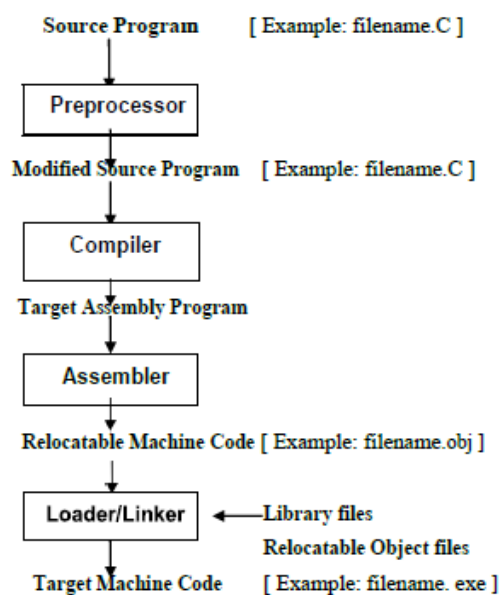 Source Program [ Example: filename.C ]
Preprocessor
Modified Source Program [ Example: filename.C ]
Compiler
Target Assembly Program
Assembler
Relocatable Machine Code [ Example: filename.obj ]
Loader/Linker Library files
Relocatable Object files
Target Machine Code [ Example: filename. exe ]